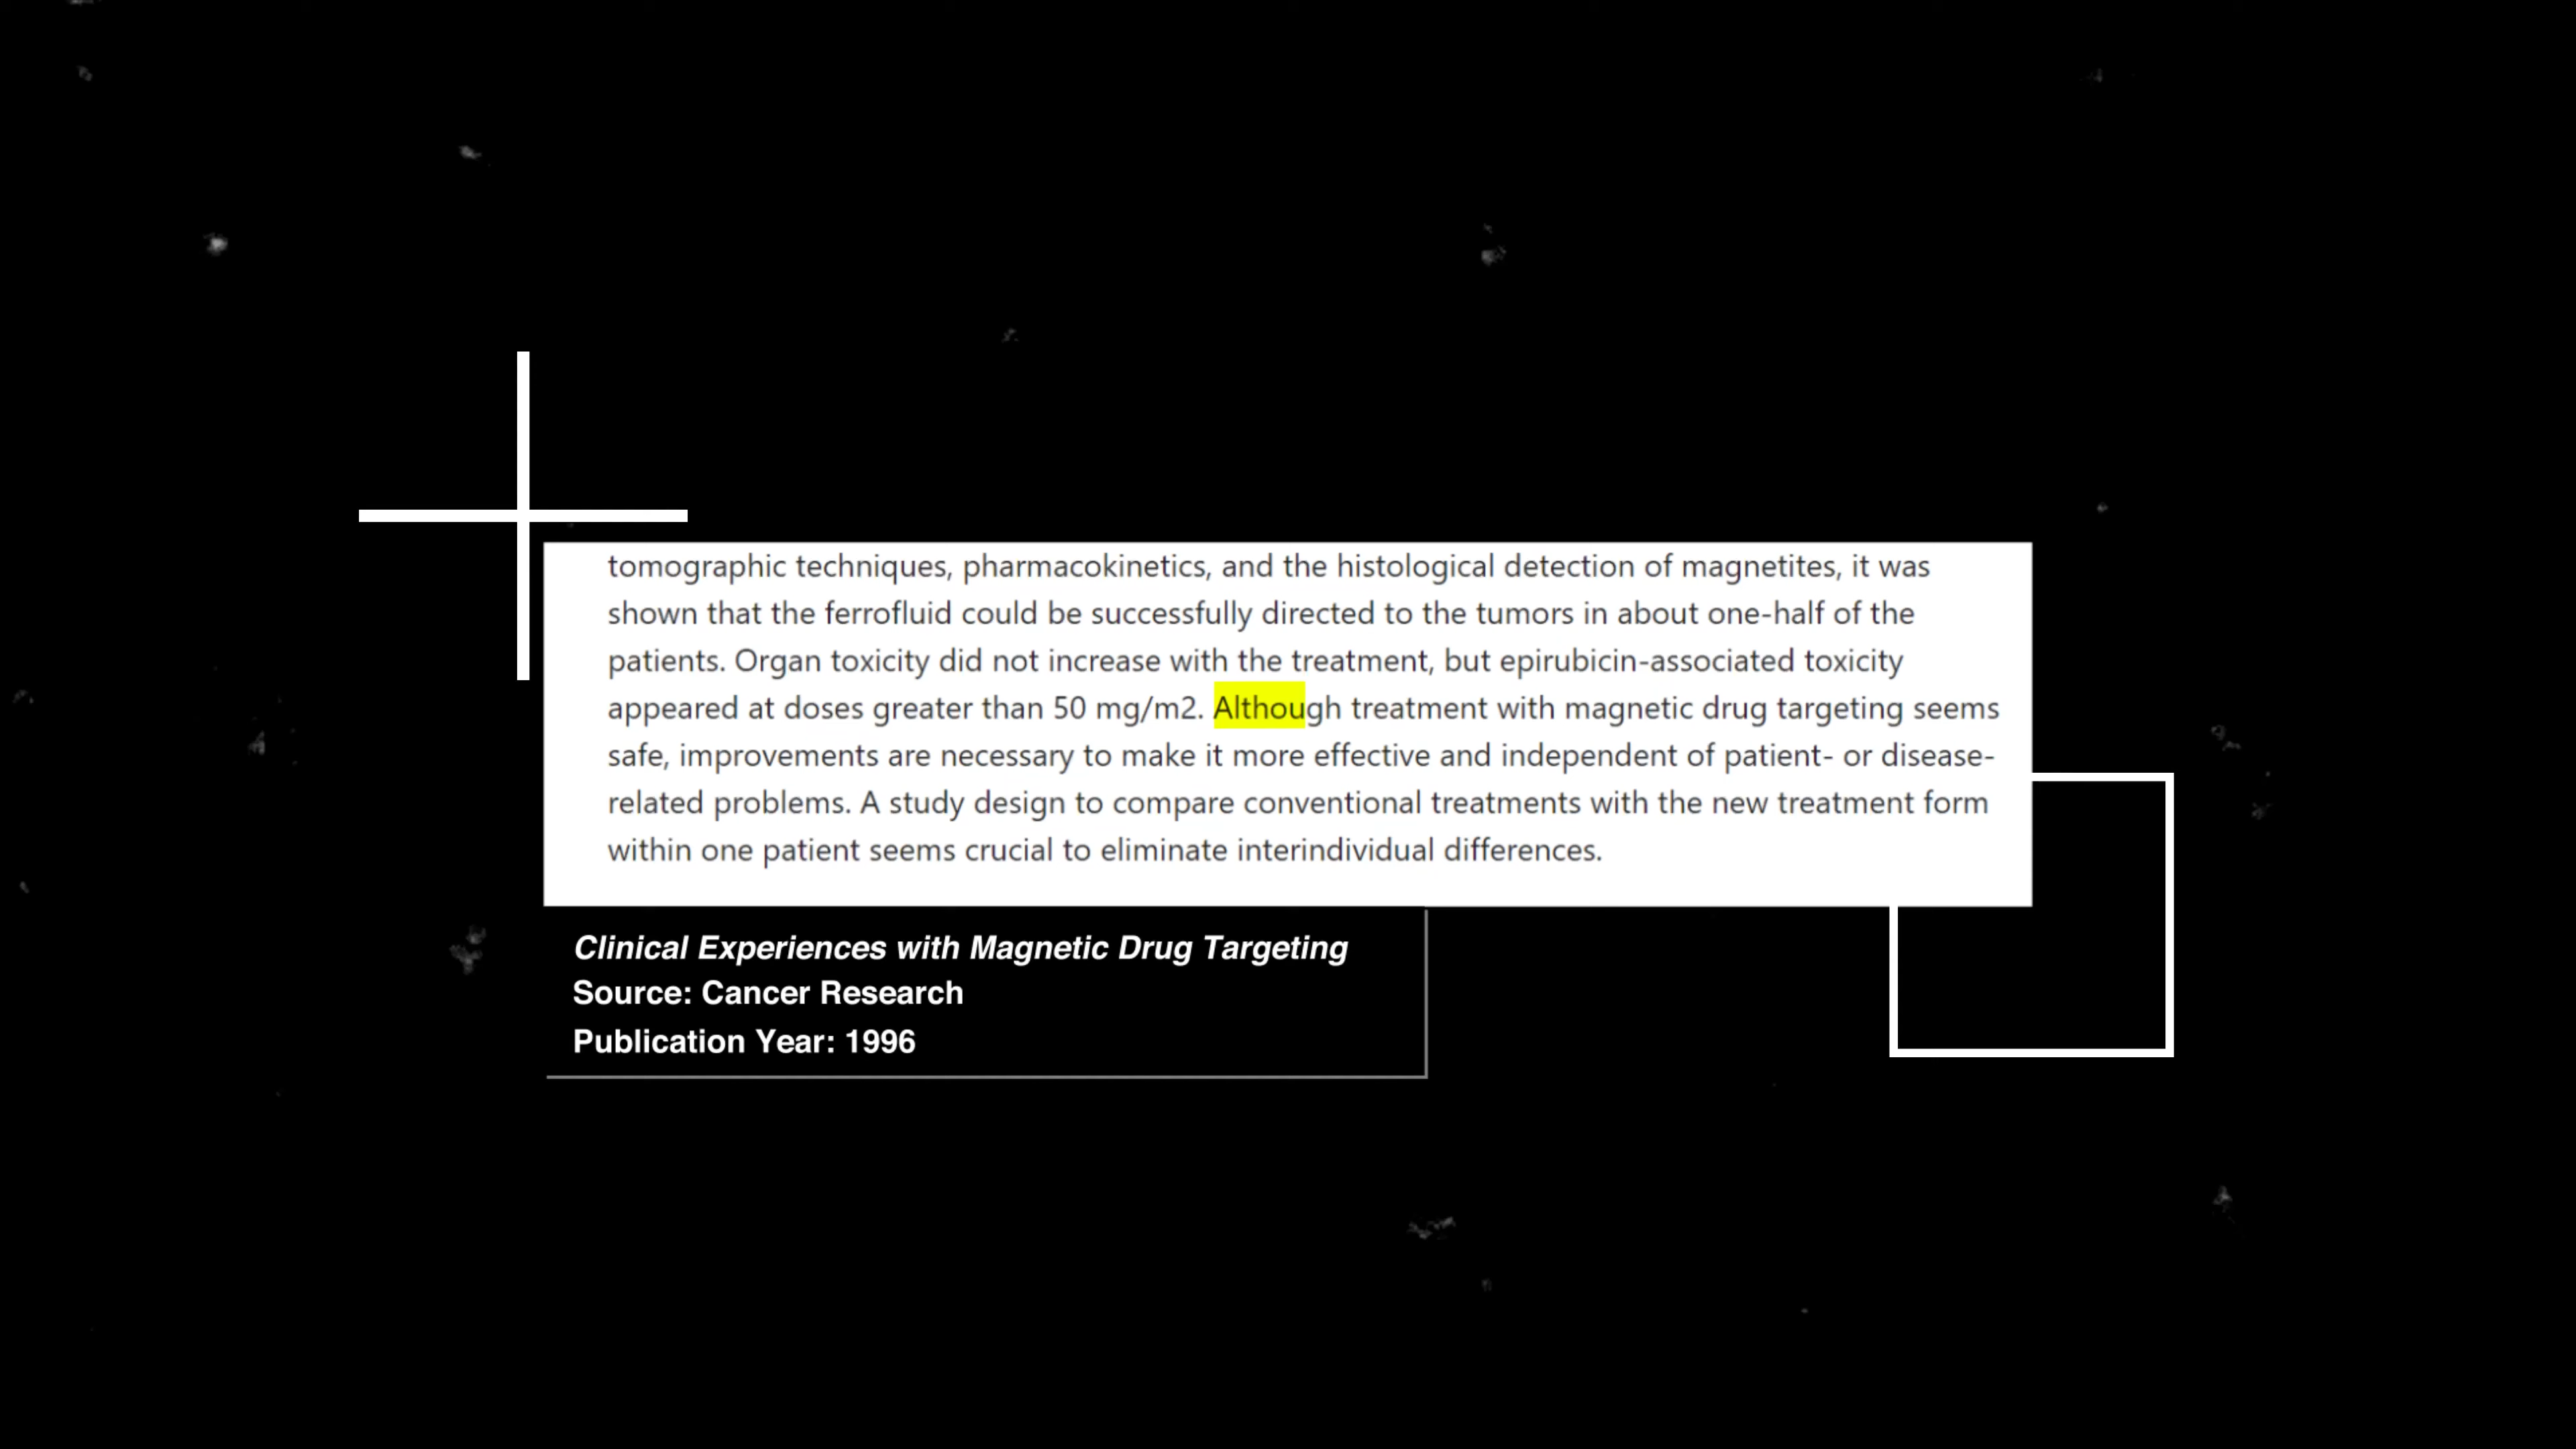 tomographic techniques, pharmacokinetics, and the histological detection of magnetites, it was
shown that the ferrofluid could be successfully directed to the tumors in about one-half of the
patients. Organ toxicity did not increase with the treatment, but epirubicin-associated toxicity
appeared at doses greater than 50 mg/m2. Although treatment with magnetic drug targeting seems
safe, improvements are necessary to make it more effective and independent of patient- or disease-
related problems. A study design to compare conventional treatments with the new treatment form
within one patient seems crucial to eliminate interindividual differences.
Clinical Experiences with Magnetic Drug Targeting
Source: Cancer Research
Publication Year: 1996